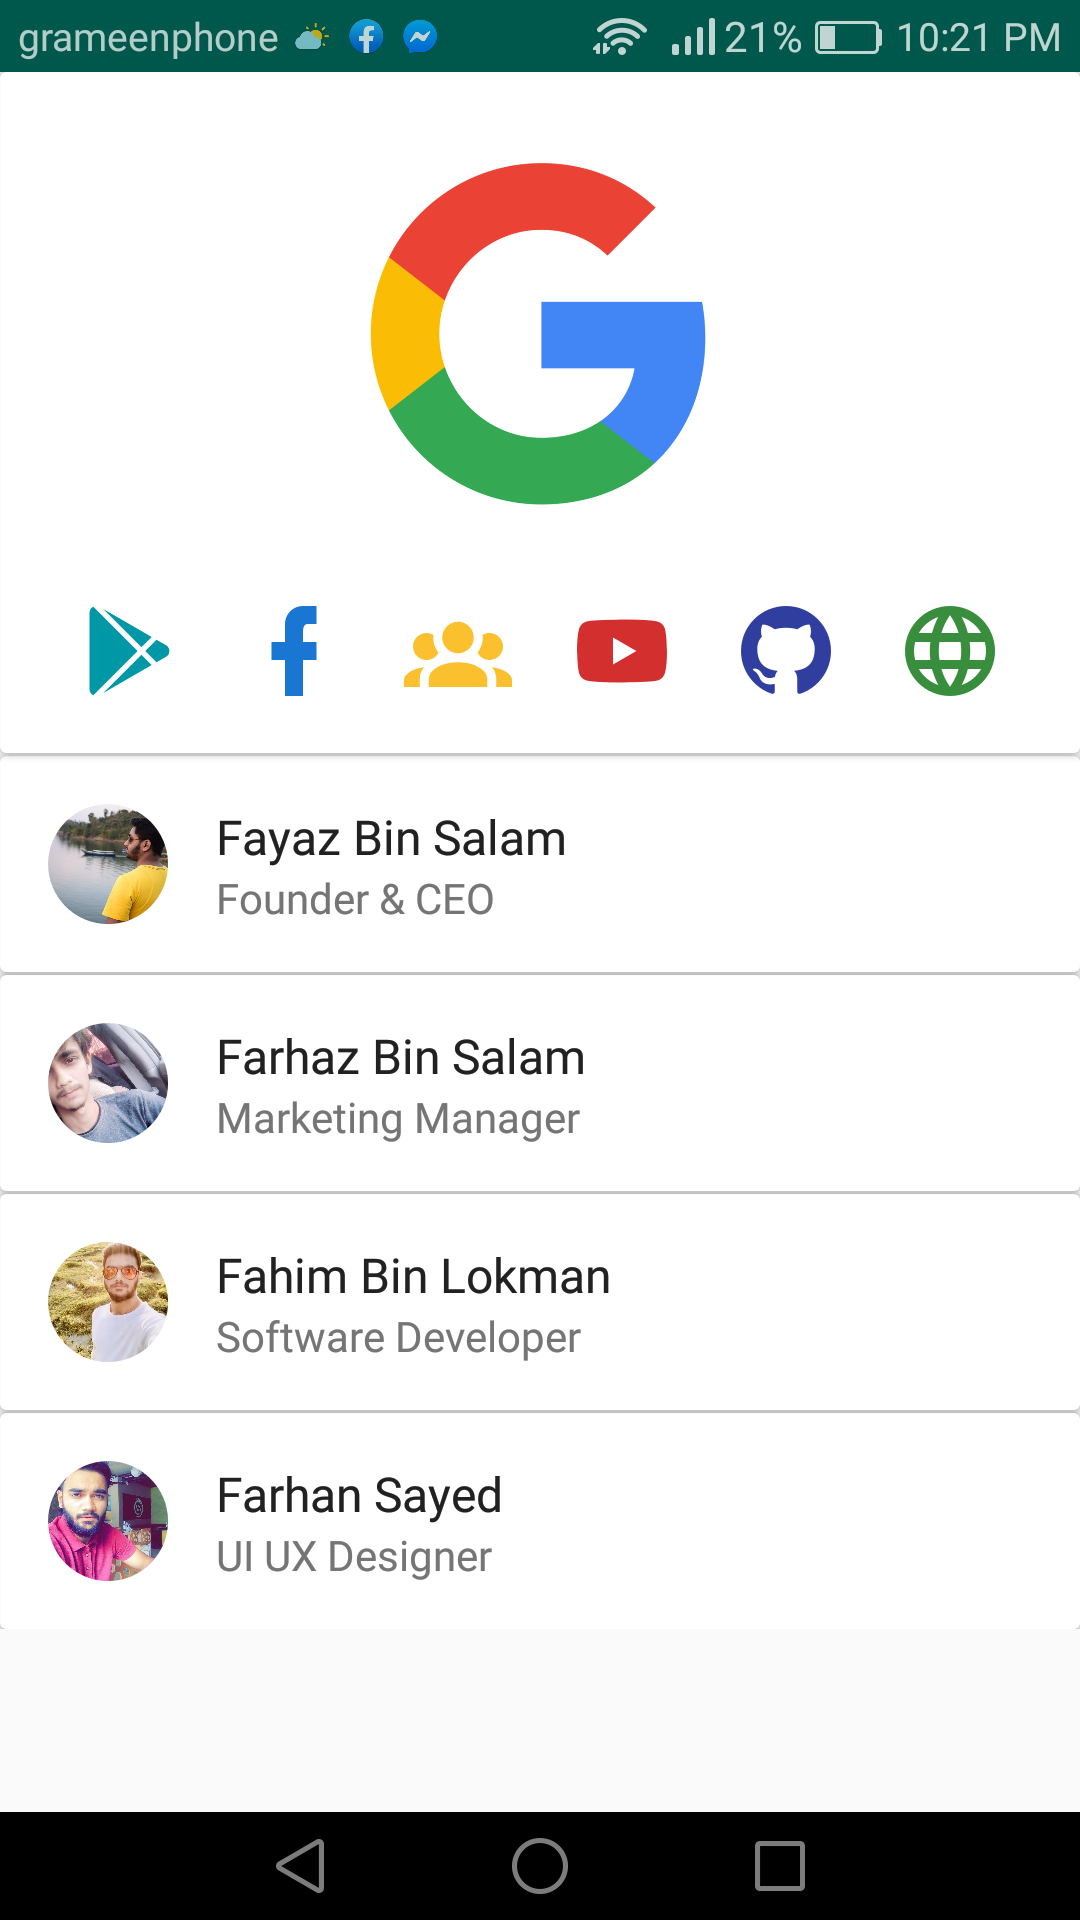 grameenphone 21% 10:21 PM
Fayaz Bin Salam
Founder & CEO
Farhaz Bin Salam
Marketing Manager
Fahim Bin Lokman
Software Developer
Farhan Sayed
UI UX Designer